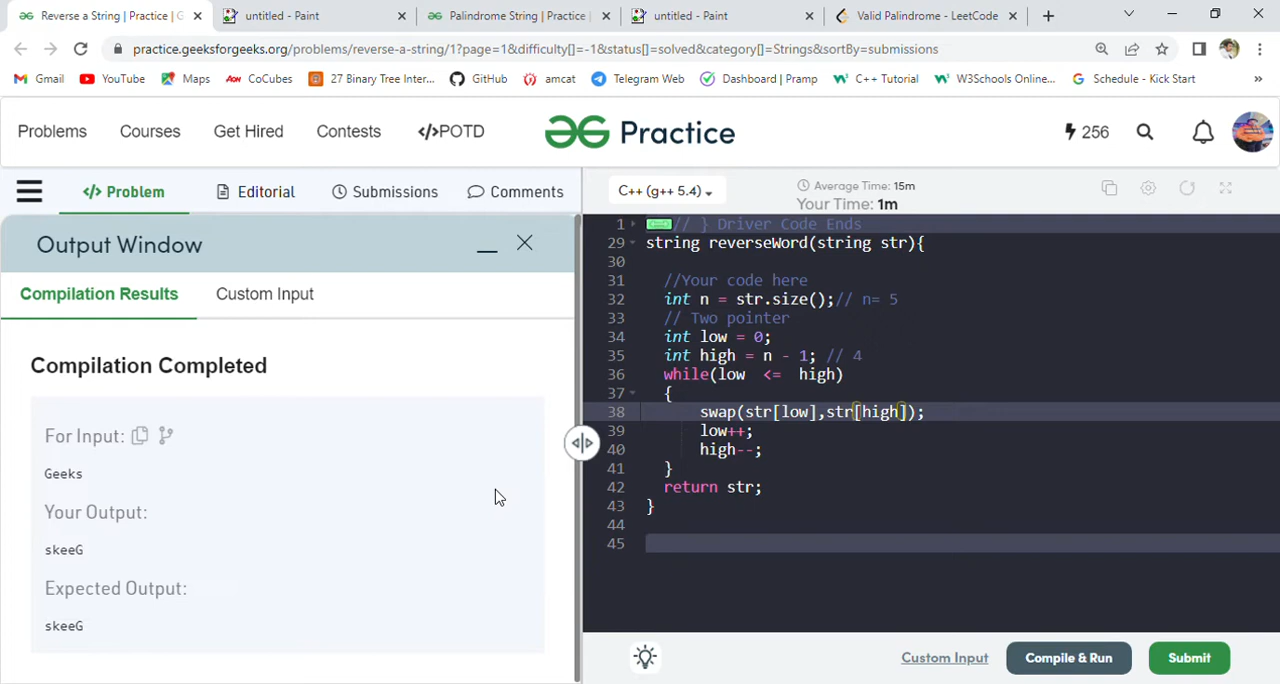 Reverse a String | Practice | G
untitled - Paint
Palindrome String | Practice |
untitled - Paint
Valid Palindrome - LeetCode
practice.geeksforgeeks.org/problems/reverse-a-string/1?page=1&difficulty[]=-1&status[]=solved&category[]=Strings&sortBy=submissions
Gmail
YouTube
Maps
CoCubes
27 Binary Tree Inter...
GitHub
amcat
Telegram Web
Dashboard | Pramp
C++ Tutorial
W3Schools Online...
Schedule - Kick Start
»
Problems
Courses
Get Hired
Contests
</>POTD
Practice
256
</> Problem
Editorial
Submissions
Comments
C++ (g++ 5.4)
Average Time: 15m
Your Time: 1m
Output Window
Compilation Results
Custom Input
Compilation Completed
For Input:
Geeks
Your Output:
skeeG
Expected Output:
skeeG
1 // } Driver Code Ends
29 string reverseWord(string str){
30
31 //Your code here
32 int n = str.size();// n= 5
33 // Two pointer
34 int low = 0;
35 int high = n - 1; // 4
36 while(low <= high)
37 {
38 swap(str[low],str[high]);
39 low++;
40 high--;
41 }
42 return str;
43 }
44
45
Custom Input
Compile & Run
Submit